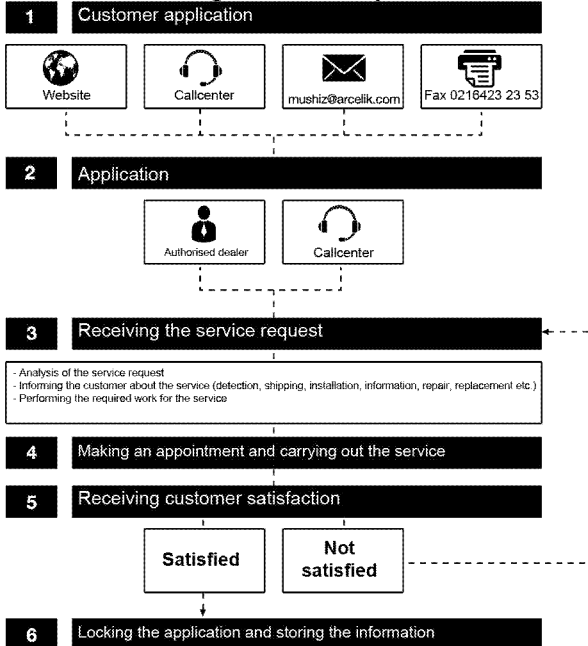 1 Customer application
Website
Callcenter
mushiz@arcelik.com
Fax 0216423 23 53
2 Application
Authorised dealer
Callcenter
3 Receiving the service request
- Analysis of the service request
- Informing the customer about the service (detection, shipping, installation, information, repair, replacement etc.)
- Performing the required work for the service
4 Making an appointment and carrying out the service
5 Receiving customer satisfaction
Satisfied
Not
satisfied
6 Locking the application and storing the information